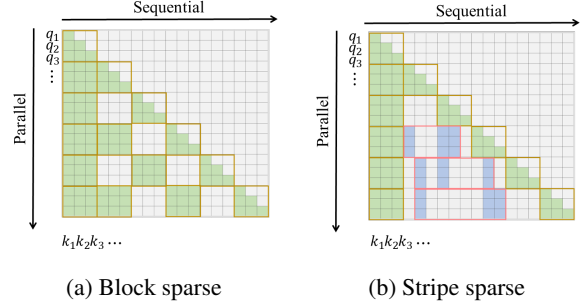 Sequential
q₁
q₂
q₃
⋮
Parallel
k₁k₂k₃ ⋯
(a) Block sparse
Sequential
q₁
q₂
q₃
⋮
Parallel
k₁k₂k₃ ⋯
(b) Stripe sparse